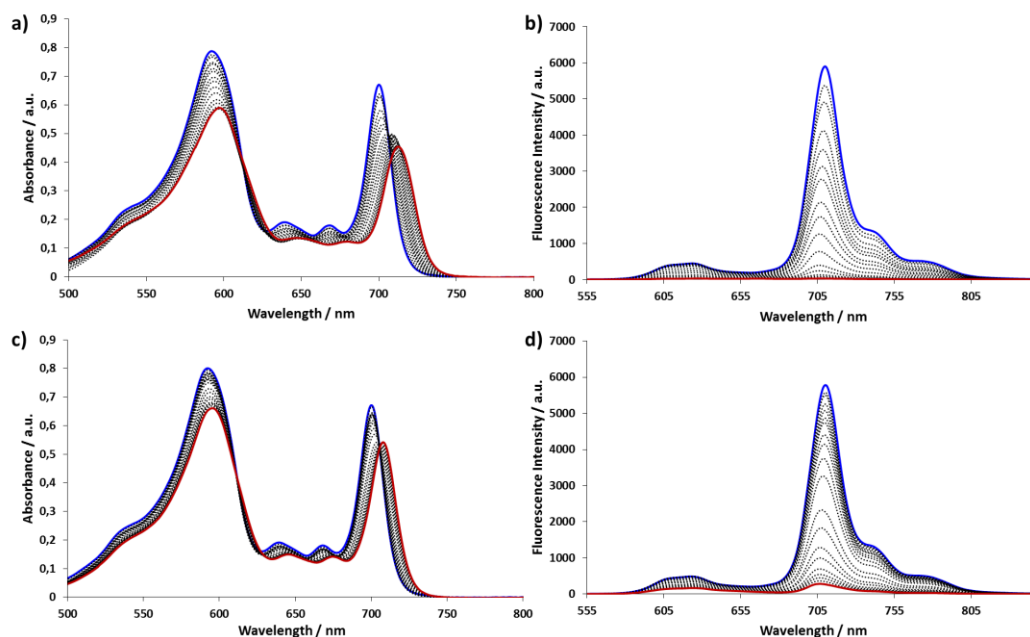 a)
0,9
0,8
0,7
0,6
0,5
0,4
0,3
0,2
0,1
0
Absorbance / a.u.
500 550 600 650 700 750 800
Wavelength / nm
b)
7000
6000
5000
4000
3000
2000
1000
0
Fluorescence Intensity / a.u.
555 605 655 705 755 805
Wavelength / nm
c)
0,9
0,8
0,7
0,6
0,5
0,4
0,3
0,2
0,1
0
Absorbance / a.u.
500 550 600 650 700 750 800
Wavelength / nm
d)
7000
6000
5000
4000
3000
2000
1000
0
Fluorescence Intensity / a.u.
555 605 655 705 755 805
Wavelength / nm